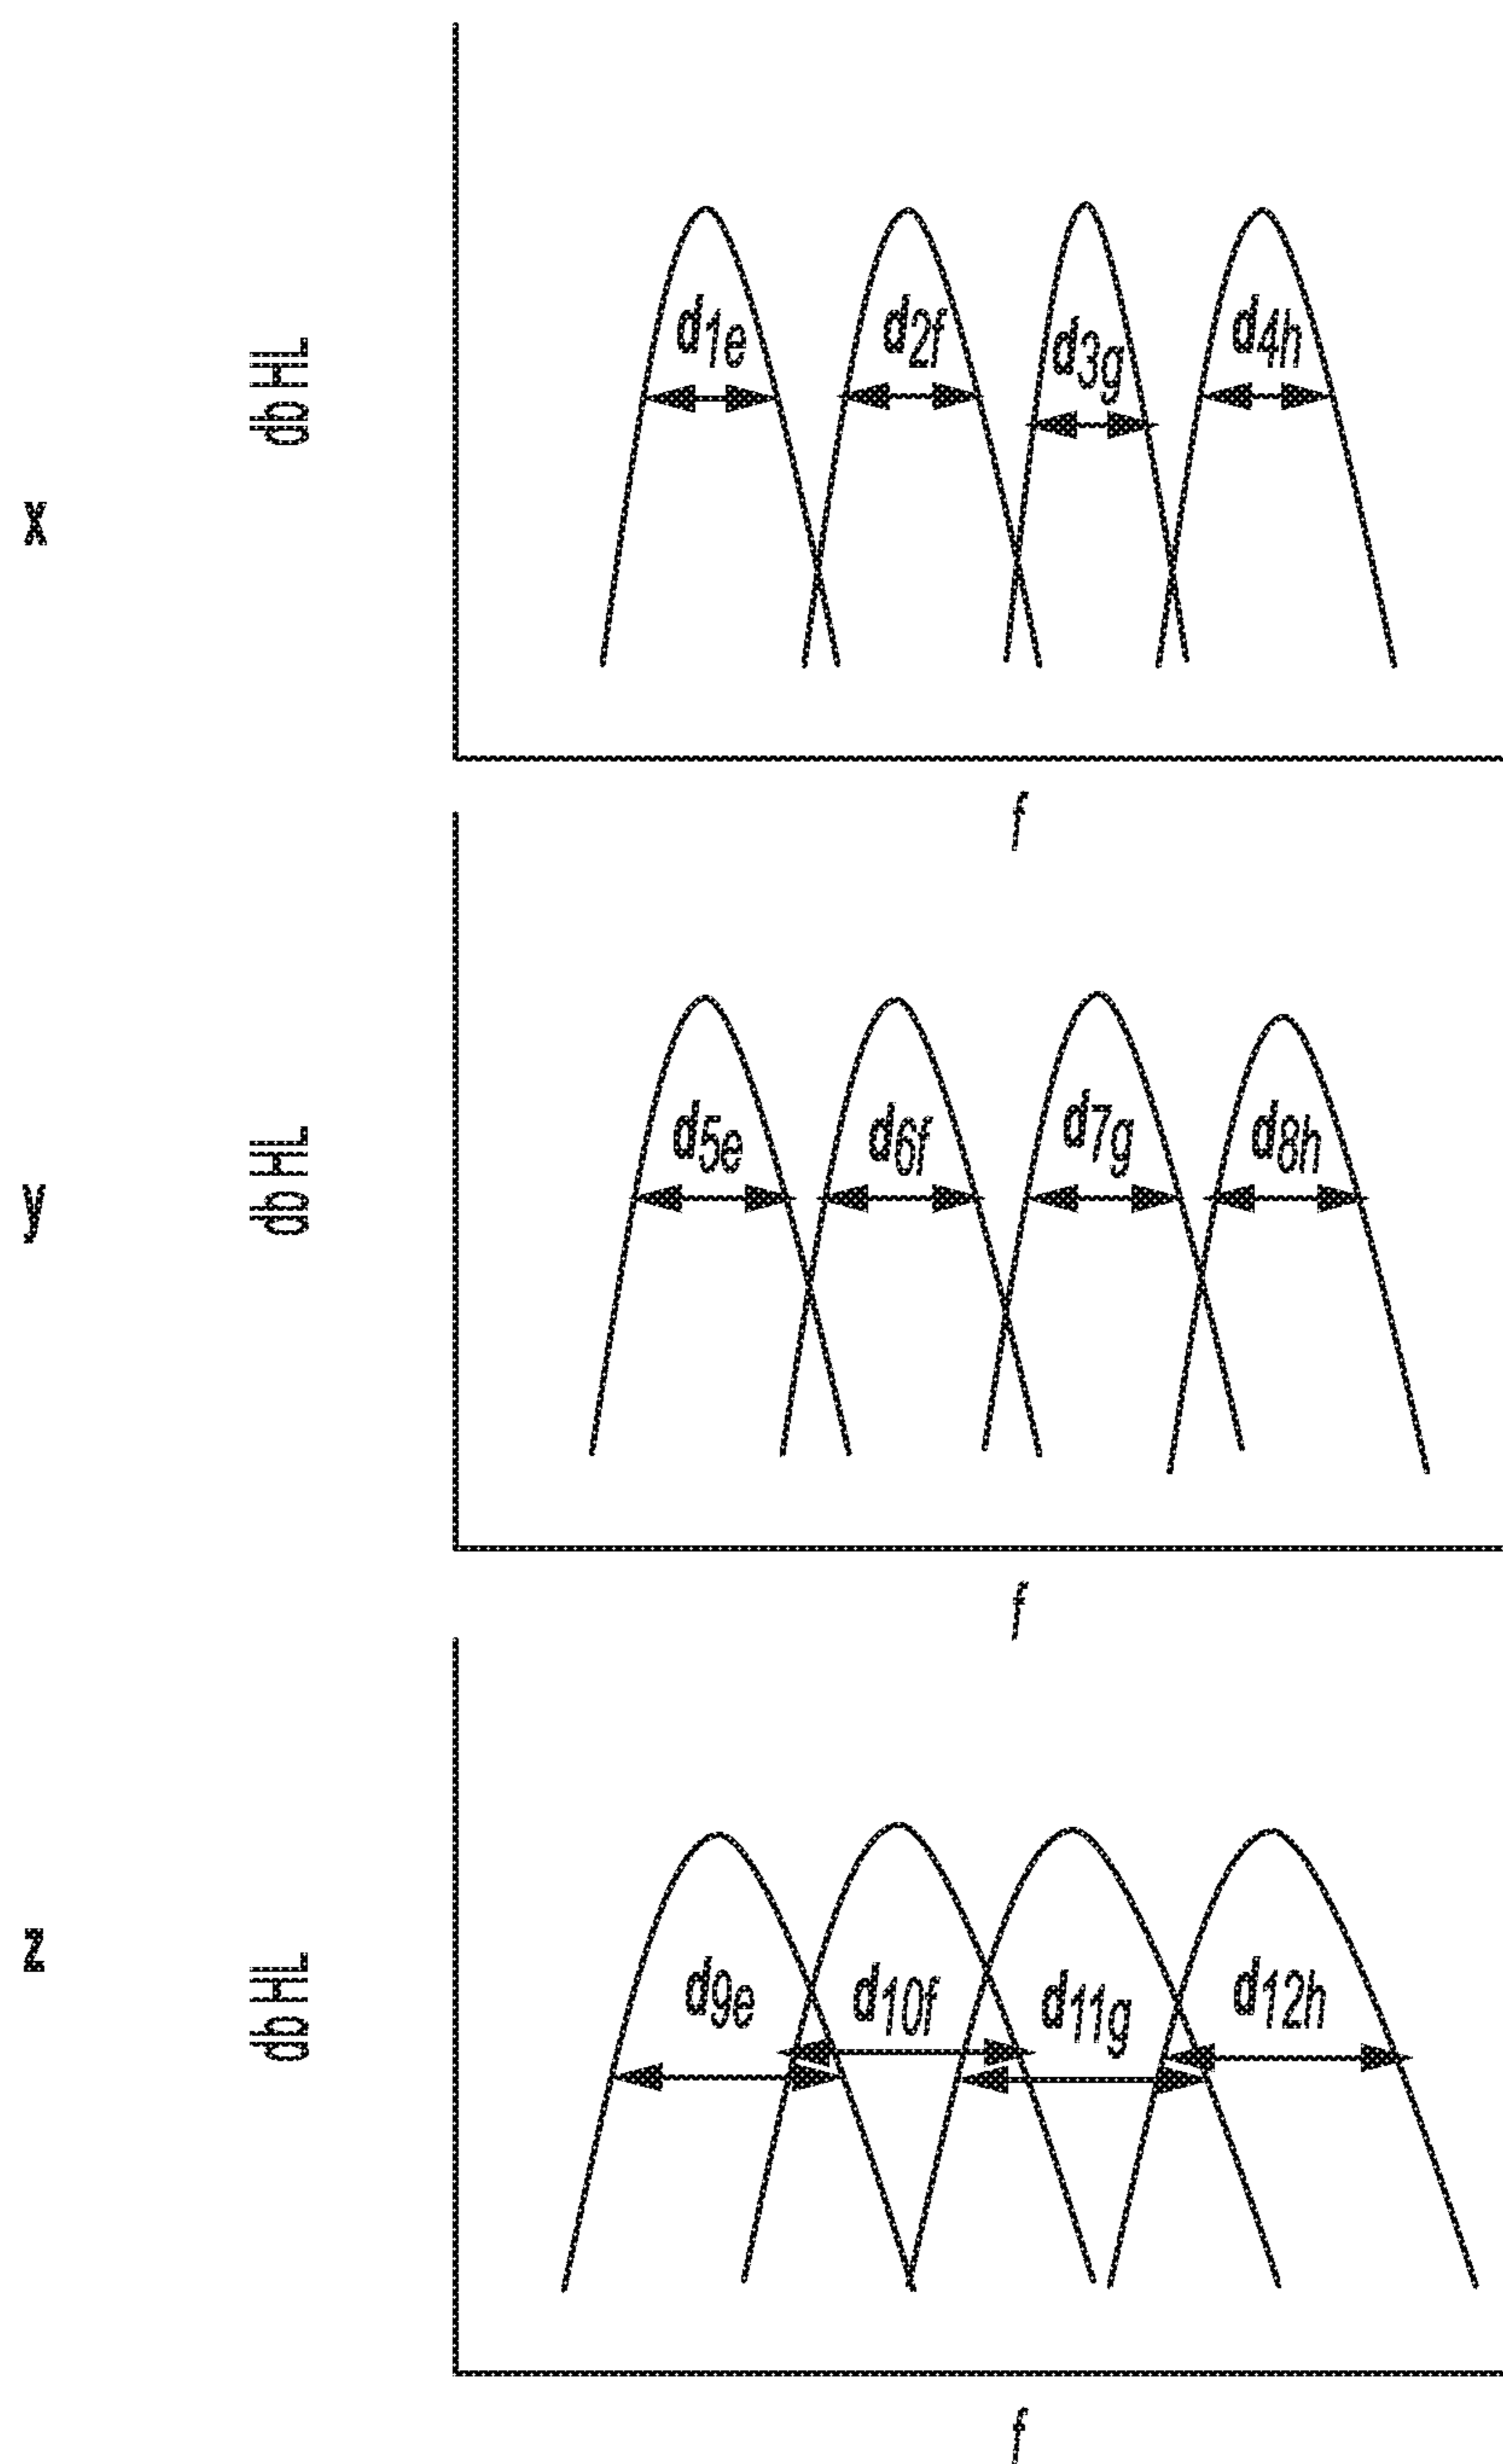 x
db HL
d1e
d2f
d3g
d4h
f
y
db HL
d5e
d6f
d7g
d8h
f
z
db HL
d9e
d10f
d11g
d12h
f